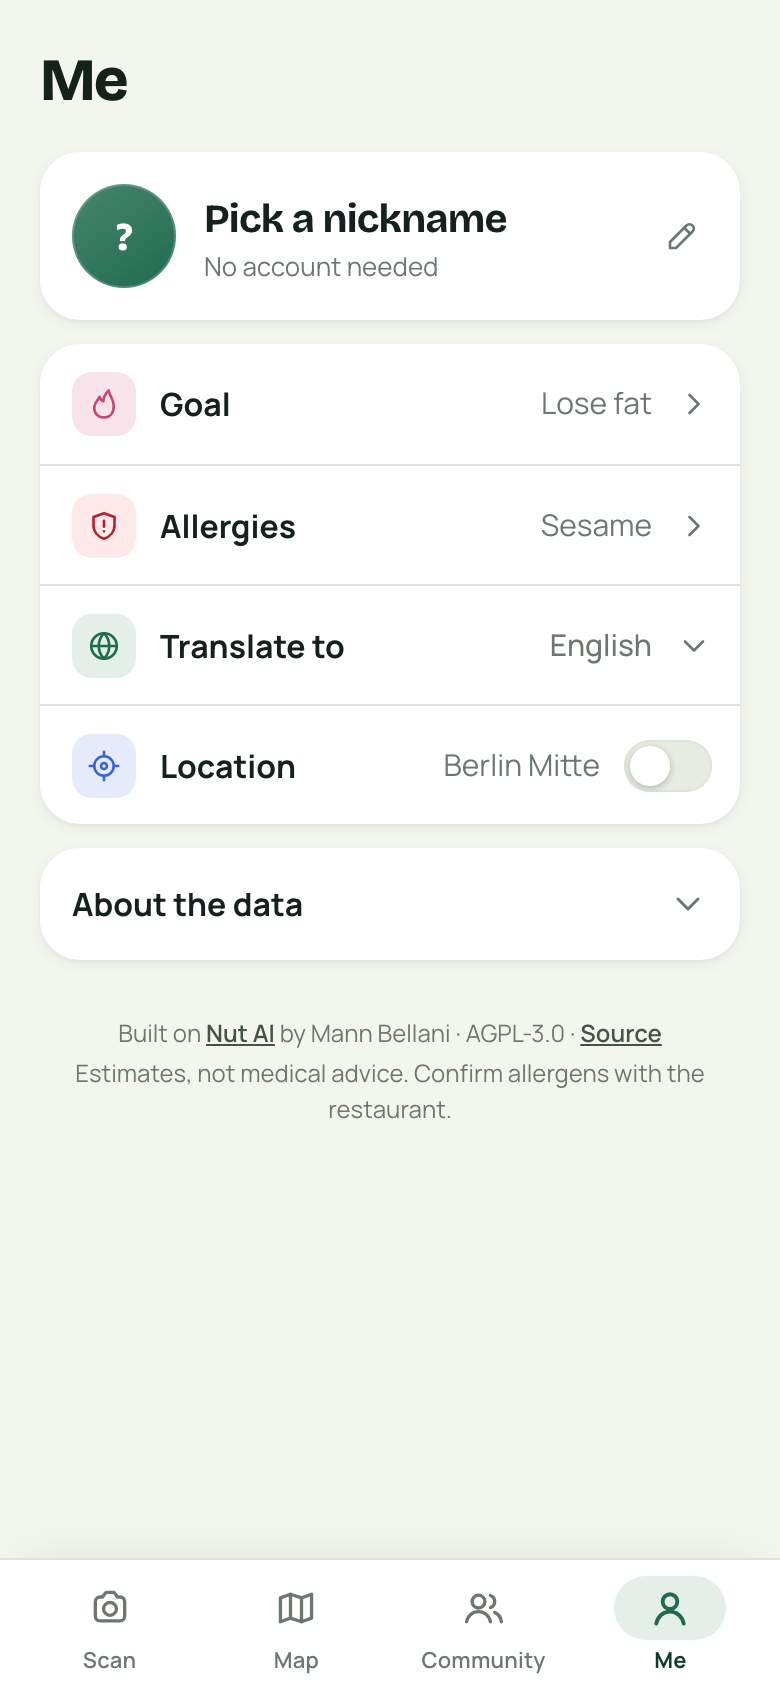 Me
?
Pick a nickname
No account needed
Goal
Lose fat
Allergies
Sesame
Translate to
English
Location
Berlin Mitte
About the data
Built on Nut AI by Mann Bellani · AGPL-3.0 · Source
Estimates, not medical advice. Confirm allergens with the
restaurant.
Scan
Map
Community
Me